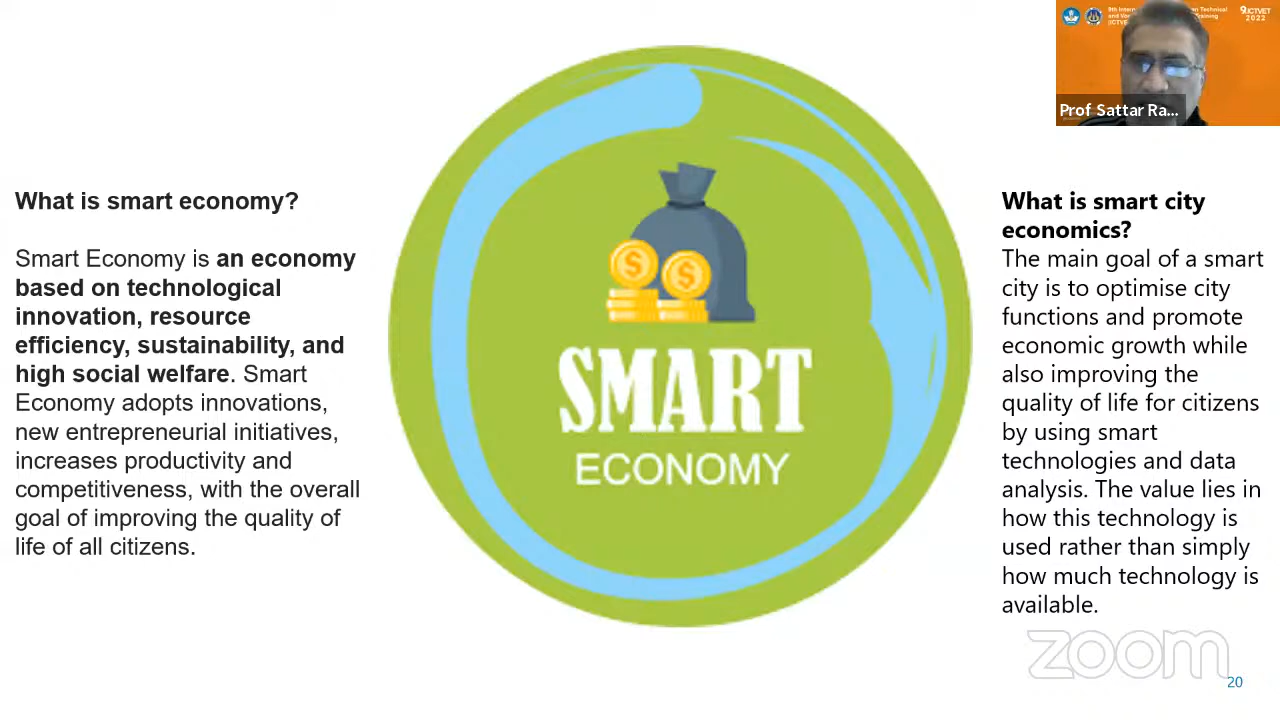 What is smart economy?
Smart Economy is an economy
based on technological
innovation, resource
efficiency, sustainability, and
high social welfare. Smart
Economy adopts innovations,
new entrepreneurial initiatives,
increases productivity and
competitiveness, with the overall
goal of improving the quality of
life of all citizens.
SMART
ECONOMY
9 ICTVET
2022
Prof Sattar Ra...
What is smart city
economics?
The main goal of a smart
city is to optimise city
functions and promote
economic growth while
also improving the
quality of life for citizens
by using smart
technologies and data
analysis. The value lies in
how this technology is
used rather than simply
how much technology is
available.
zoom
20